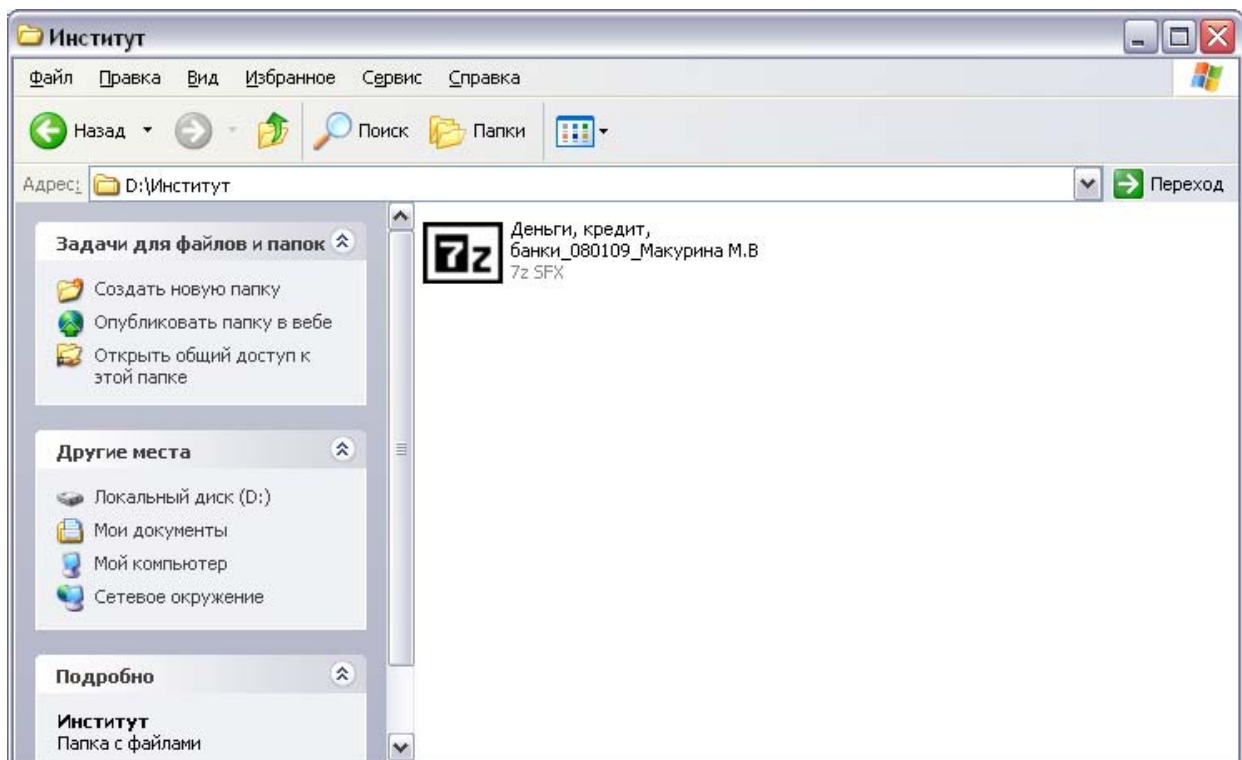 Институт
Файл Правка Вид Избранное Сервис Справка
Назад Поиск Папки
Адрес: D:\Институт Переход
Задачи для файлов и папок
Создать новую папку
Опубликовать папку в вебе
Открыть общий доступ к
этой папке
Другие места
Локальный диск (D:)
Мои документы
Мой компьютер
Сетевое окружение
Подробно
Институт
Папка с файлами
7z
Деньги, кредит,
банки_080109_Макурина М.В
7z SFX